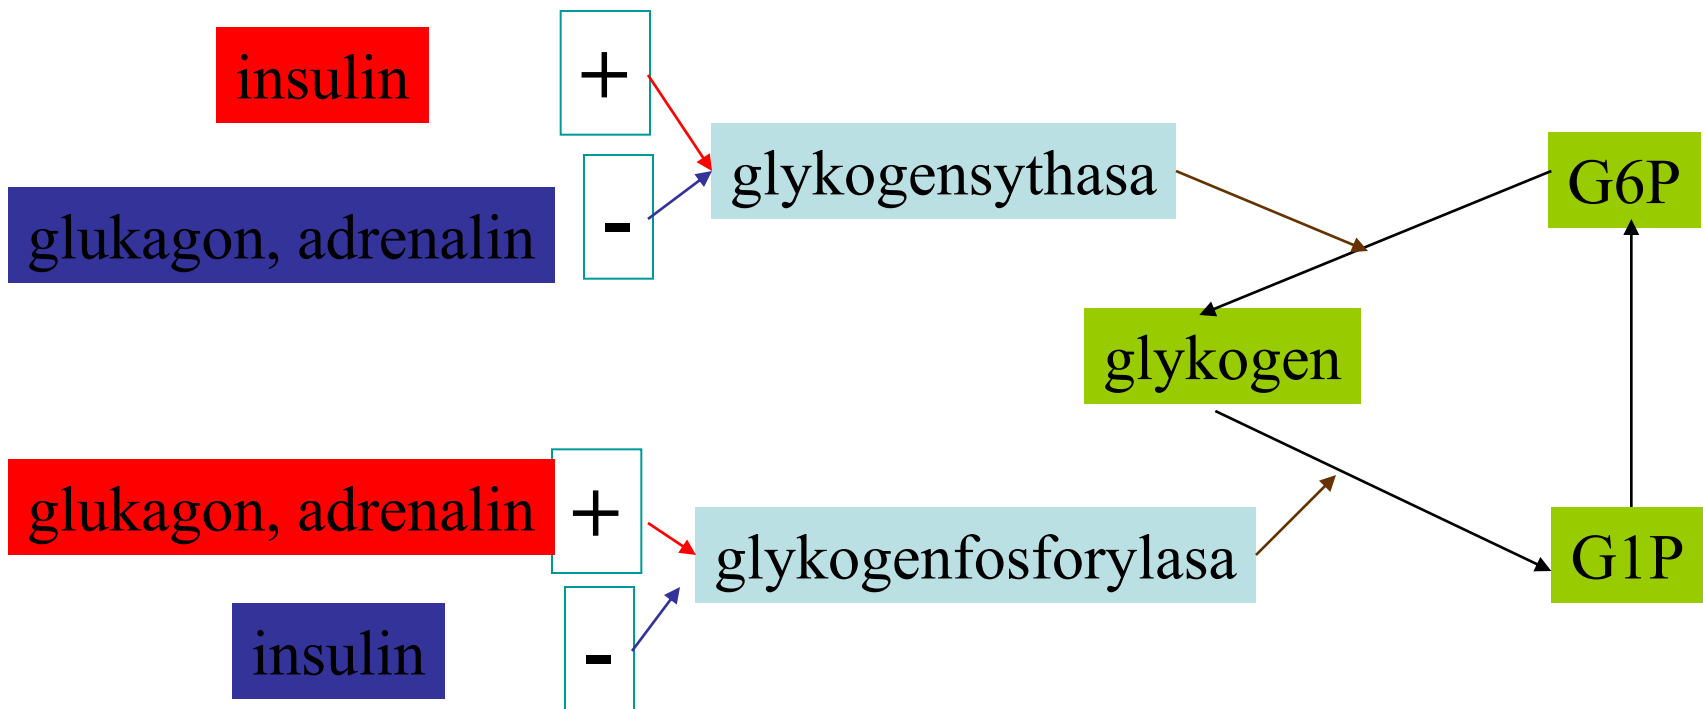 insulin
+
glykogensythasa
G6P
glukagon, adrenalin
-
glykogen
glukagon, adrenalin
+
glykogenfosforylasa
G1P
insulin
-